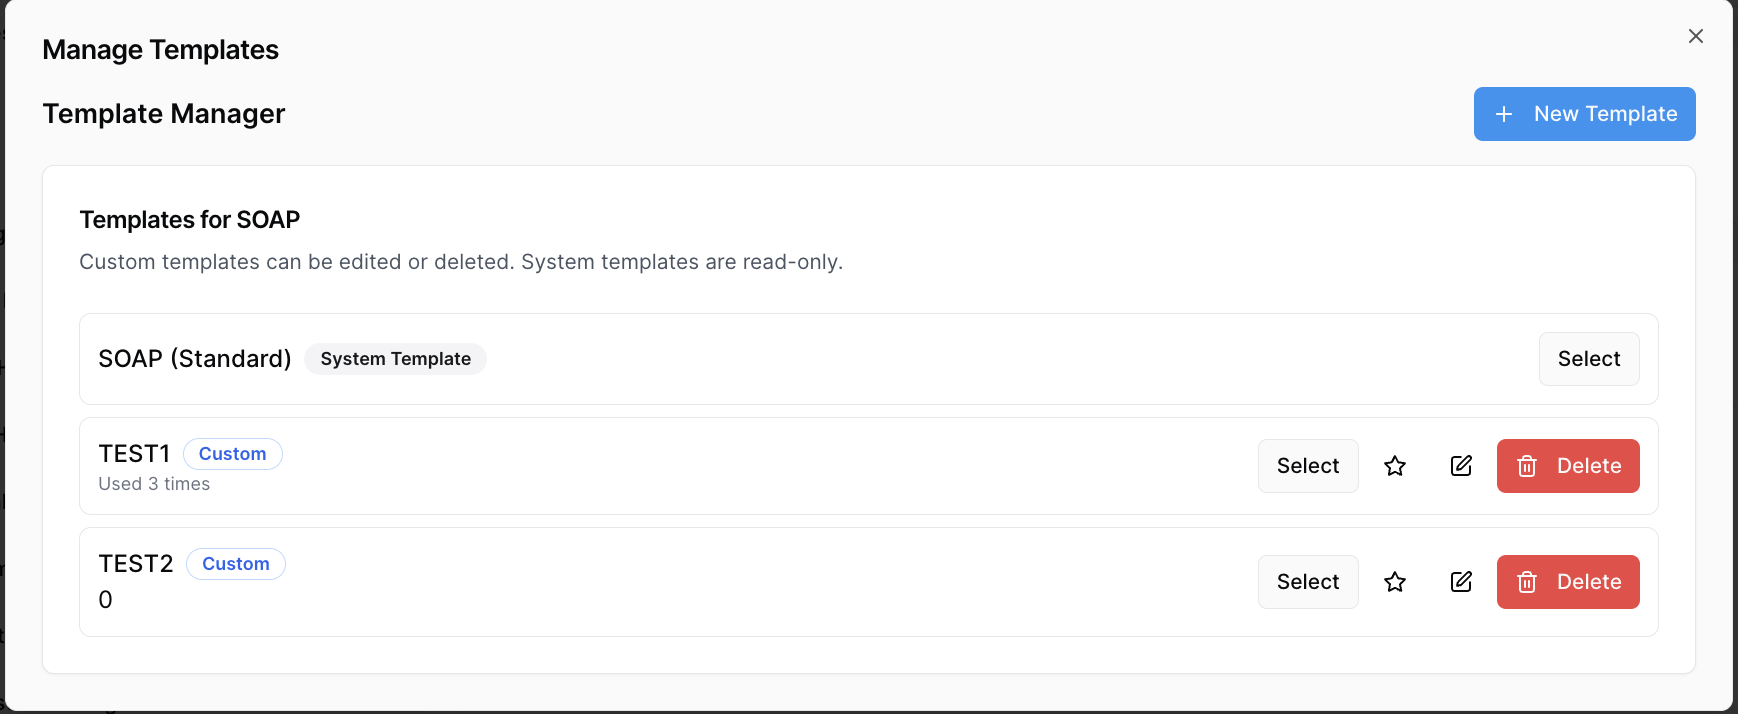 Manage Templates
Template Manager
New Template
Templates for SOAP
Custom templates can be edited or deleted. System templates are read-only.
SOAP (Standard) System Template Select
TEST1 Custom
Used 3 times
Select Delete
TEST2 Custom
0
Select Delete